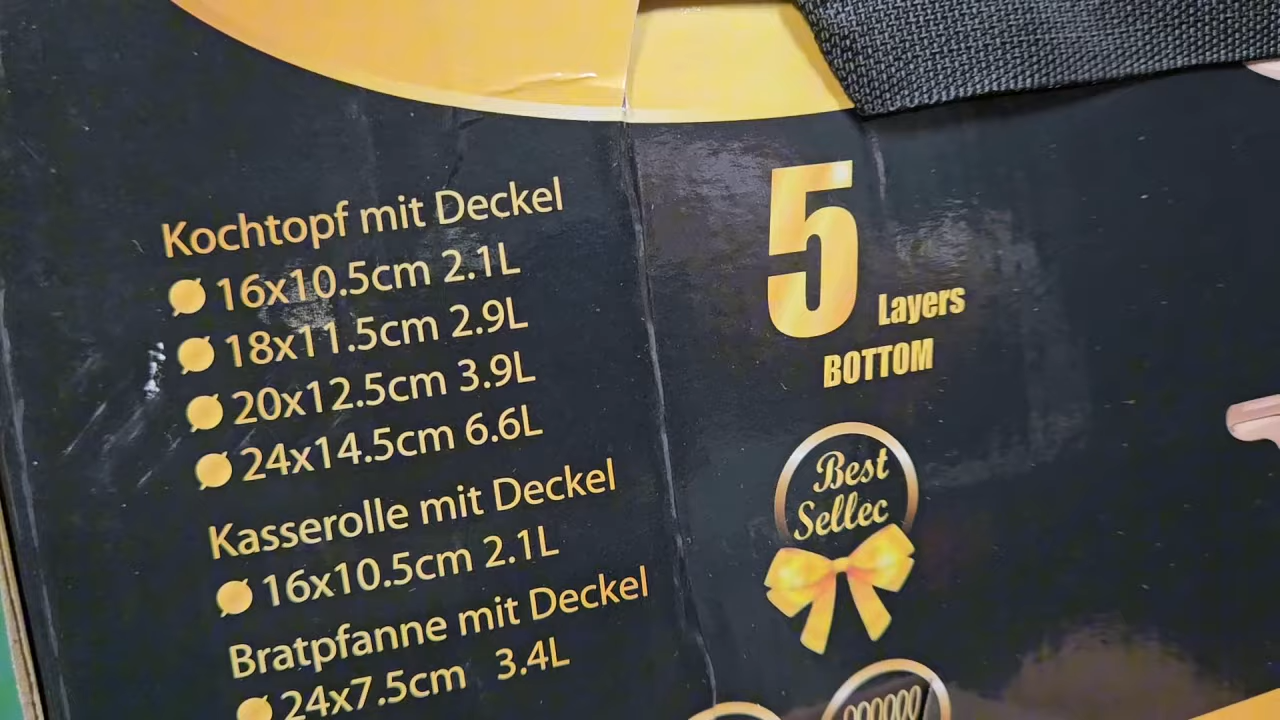 Kochtopf mit Deckel
Ø 16x10.5cm 2.1L
Ø 18x11.5cm 2.9L
Ø 20x12.5cm 3.9L
Ø 24x14.5cm 6.6L
Kasserolle mit Deckel
Ø 16x10.5cm 2.1L
Bratpfanne mit Deckel
Ø 24x7.5cm 3.4L
5
Layers
BOTTOM
Best
Sellec